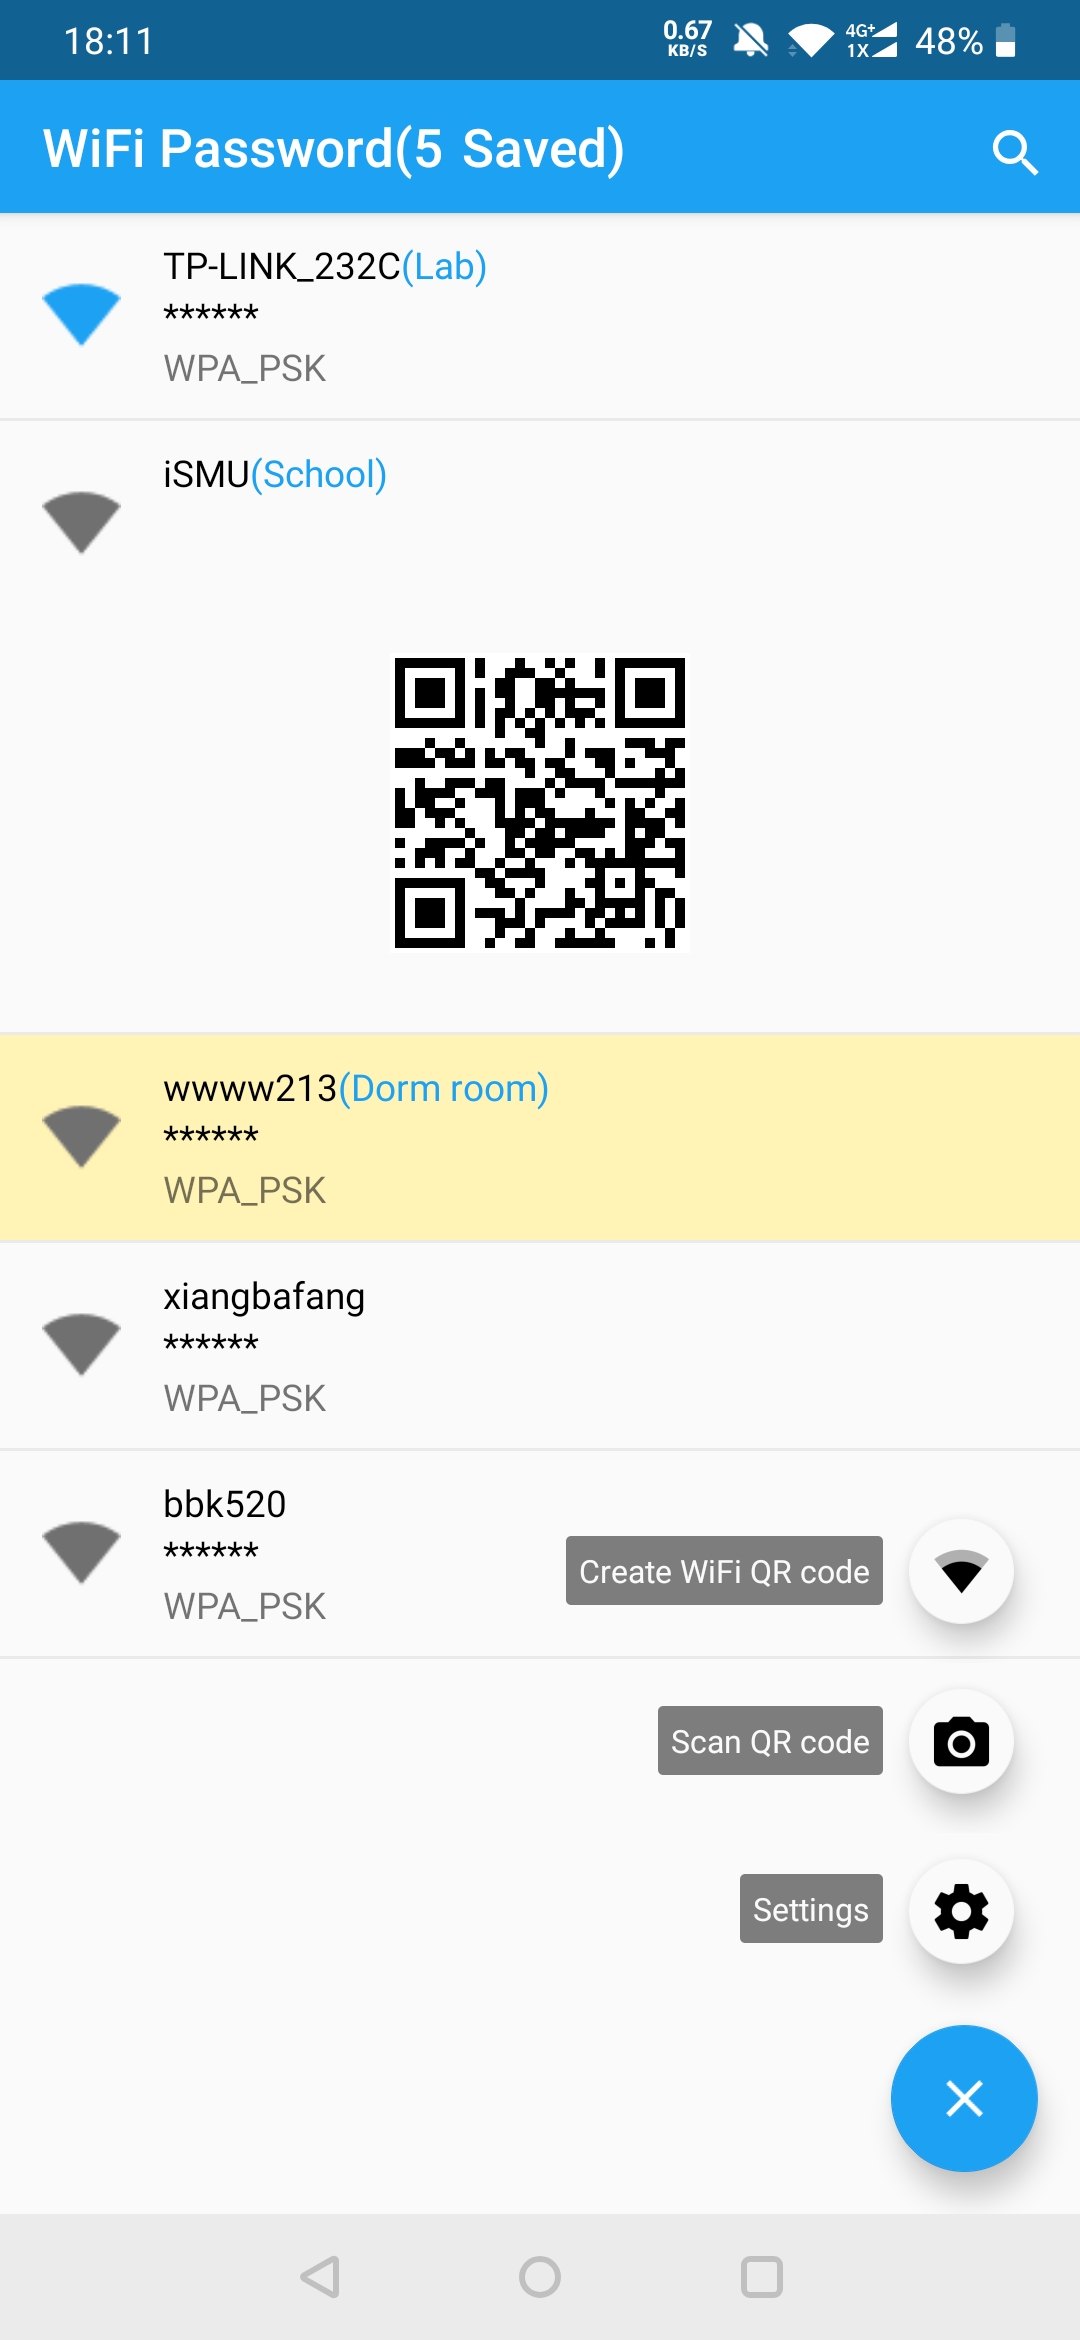 18:11
0.67
KB/S
4G+
1X
48%
WiFi Password(5 Saved)
TP-LINK_232C(Lab)
******
WPA_PSK
iSMU(School)
wwww213(Dorm room)
******
WPA_PSK
xiangbafang
******
WPA_PSK
bbk520
******
WPA_PSK
Create WiFi QR code
Scan QR code
Settings